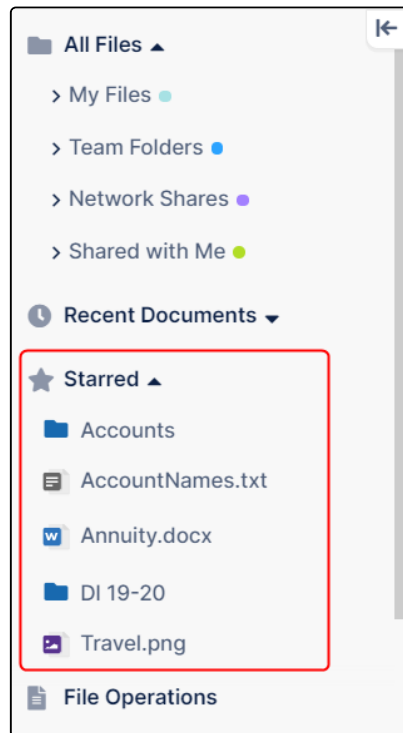 All Files
My Files
Team Folders
Network Shares
Shared with Me
Recent Documents
Starred
Accounts
AccountNames.txt
Annuity.docx
DI 19-20
Travel.png
File Operations